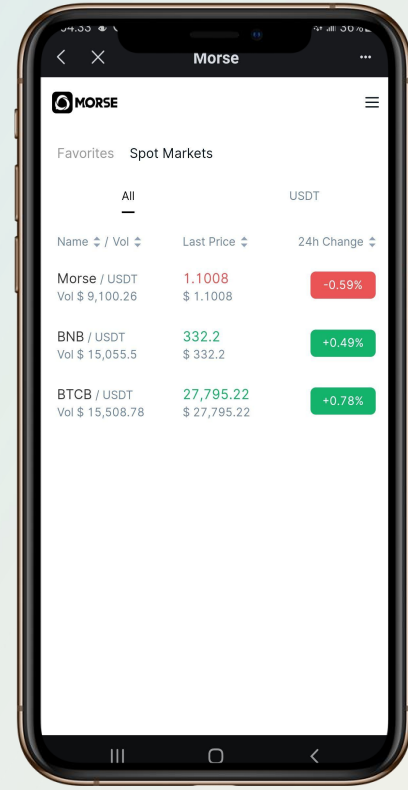 Morse
MORSE
Favorites Spot Markets
All USDT
Name / Vol Last Price 24h Change
Morse / USDT 1.1008 -0.59%
Vol $ 9,100.26 $ 1.1008
BNB / USDT 332.2 +0.49%
Vol $ 15,055.5 $ 332.2
BTCB / USDT 27,795.22 +0.78%
Vol $ 15,508.78 $ 27,795.22